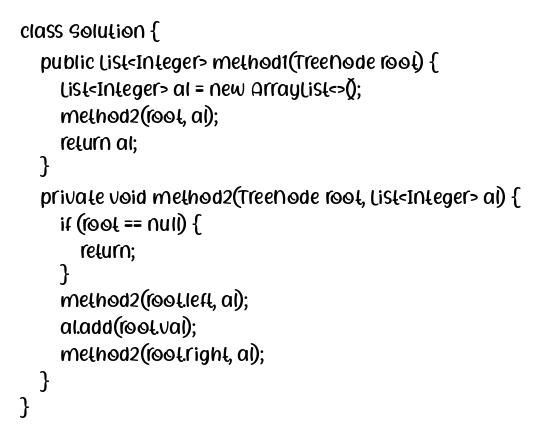 class Solution {
    public List<Integer> method1(TreeNode root) {
        List<Integer> al = new ArrayList<>();
        method2(root, al);
        return al;
    }
    private void method2(TreeNode root, List<Integer> al) {
        if (root == null) {
            return;
        }
        method2(root.left, al);
        al.add(root.val);
        method2(root.right, al);
    }
}